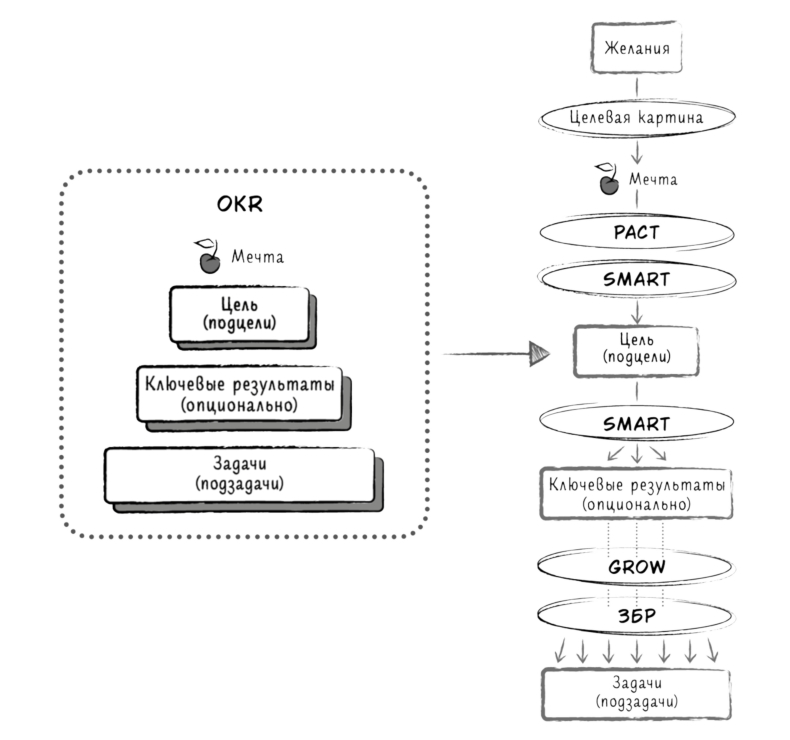 OKR
Мечта
Цель
(подцели)
Ключевые результаты
(опционально)
Задачи
(подзадачи)
Желания
Целевая картина
Мечта
PACT
SMART
Цель
(подцели)
SMART
Ключевые результаты
(опционально)
GROW
ЗБР
Задачи
(подзадачи)